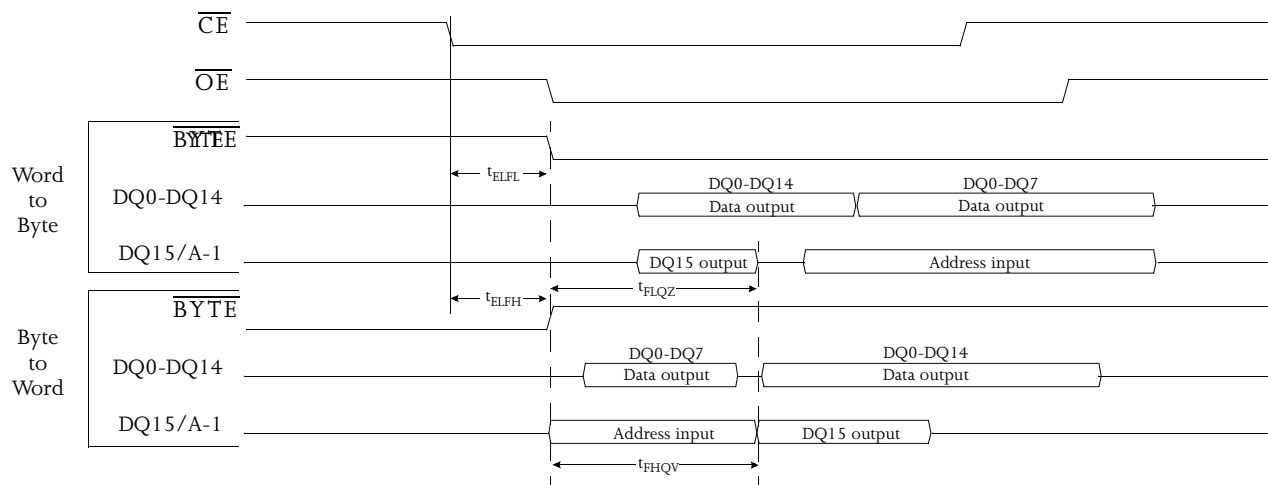 CE
OE
Word
to
Byte
BYTE
tELFL
DQ0-DQ14
DQ0-DQ14
Data output
DQ0-DQ7
Data output
DQ15/A-1
DQ15 output
Address input
tFLQZ
Byte
to
Word
tELFH
BYTE
DQ0-DQ14
DQ0-DQ7
Data output
DQ0-DQ14
Data output
DQ15/A-1
Address input
DQ15 output
tFHQV